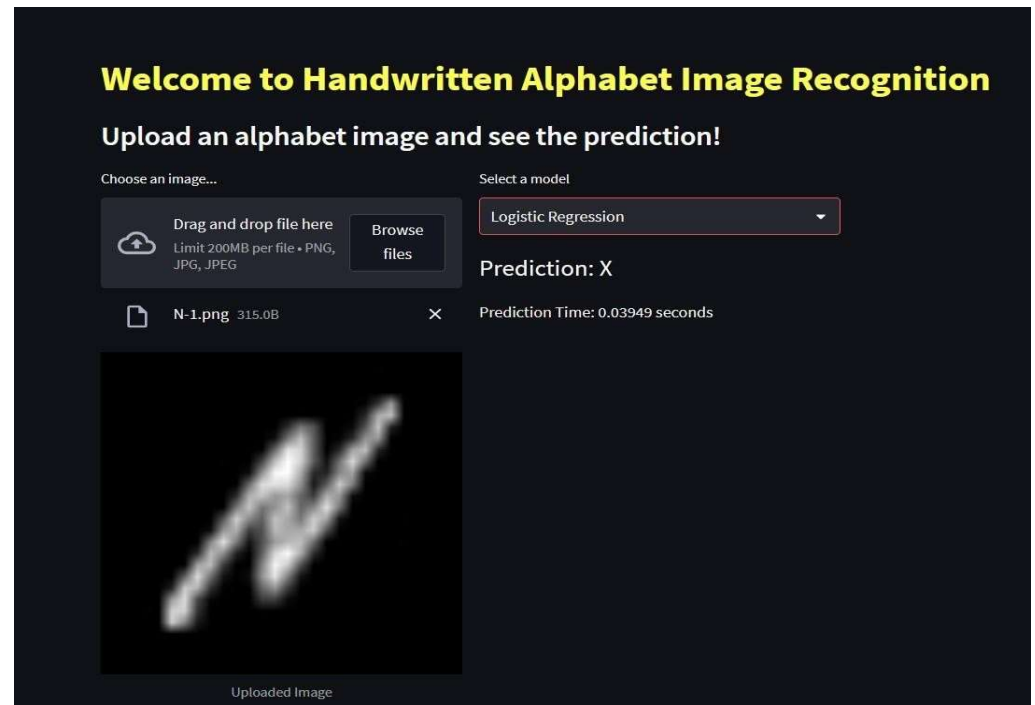 Welcome to Handwritten Alphabet Image Recognition
Upload an alphabet image and see the prediction!
Choose an image...
Drag and drop file here
Limit 200MB per file • PNG,
JPG, JPEG
Browse
files
N-1.png 315.0B
N
Uploaded Image
Select a model
Logistic Regression
Prediction: X
Prediction Time: 0.03949 seconds